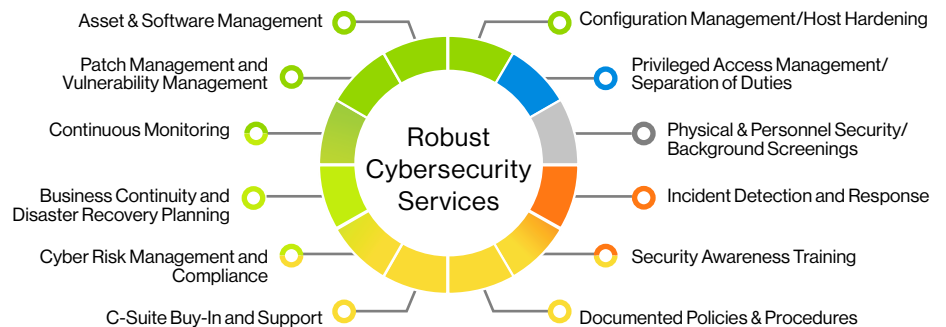 Asset & Software Management
Configuration Management/Host Hardening
Patch Management and
Vulnerability Management
Privileged Access Management/
Separation of Duties
Continuous Monitoring
Physical & Personnel Security/
Background Screenings
Robust
Cybersecurity
Services
Business Continuity and
Disaster Recovery Planning
Incident Detection and Response
Cyber Risk Management and
Compliance
Security Awareness Training
C-Suite Buy-In and Support
Documented Policies & Procedures